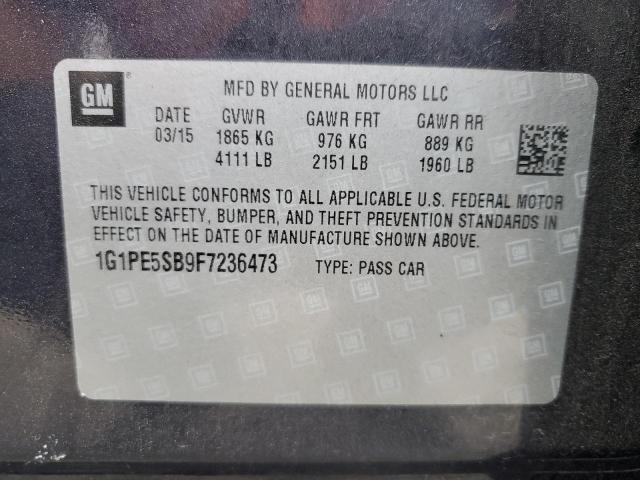 GM
MFD BY GENERAL MOTORS LLC
DATE GVWR GAWR FRT GAWR RR
03/15 1865 KG 976 KG 889 KG
4111 LB 2151 LB 1960 LB
THIS VEHICLE CONFORMS TO ALL APPLICABLE U.S. FEDERAL MOTOR
VEHICLE SAFETY, BUMPER, AND THEFT PREVENTION STANDARDS IN
EFFECT ON THE DATE OF MANUFACTURE SHOWN ABOVE.
1G1PE5SB9F7236473 TYPE: PASS CAR